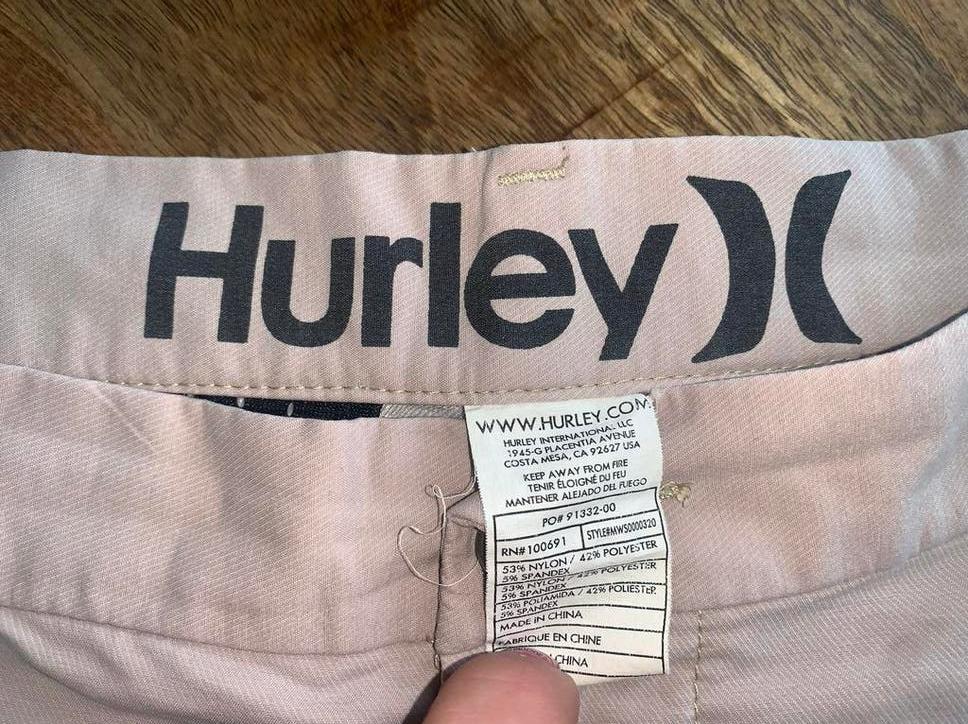 Hurley
WWW.HURLEY.COM
HURLEY INTERNATIONAL LLC
1945-G PLACENTIA AVENUE
COSTA MESA, CA 92627 USA
KEEP AWAY FROM FIRE
TENIR ÉLOIGNÉ DU FEU
MANTENER ALEJADO DEL FUEGO
PO# 91332-00
RN#100691 STYLE#MWS0000320
53% NYLON / 42% POLYESTER
5% SPANDEX
53% NYLON / 42% POLYESTER
5% SPANDEX
53% POLIAMIDA / 42% POLIESTER
5% SPANDEX
MADE IN CHINA
FABRIQUE EN CHINE
CHINA